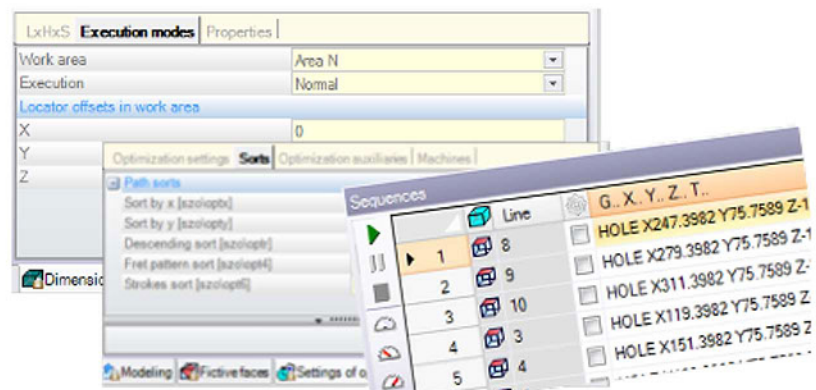 LxHxS Execution modes Properties
Work area Area N
Execution Normal
Locator offsets in work area
X 0
Y
Z
Dimensio
Optimization settings Sorts Optimization auxiliaries Machines
Path sorts
Sort by x [szoloptx]
Sort by y [szolopty]
Descending sort [szoloptr]
Fret pattern sort [szolopt4]
Strokes sort [szolopt6]
Modeling Fictive faces Settings of o
Sequences
Line G.. X.. Y.. Z.. T..
1 8 HOLE X247.3982 Y75.7589 Z-1
2 9 HOLE X279.3982 Y75.7589 Z-1
3 10 HOLE X311.3982 Y75.7589 Z-
4 3 HOLE X119.3982 Y75.7589 Z
5 4 HOLE X151.3982 Y75.7589 Z